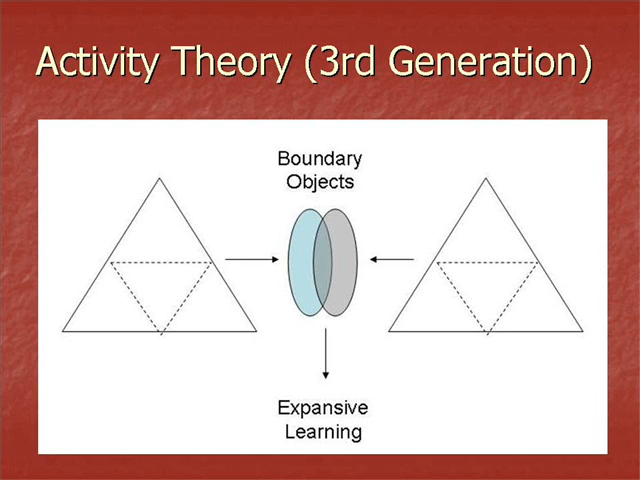 Activity Theory (3rd Generation)
Boundary
Objects
Expansive
Learning